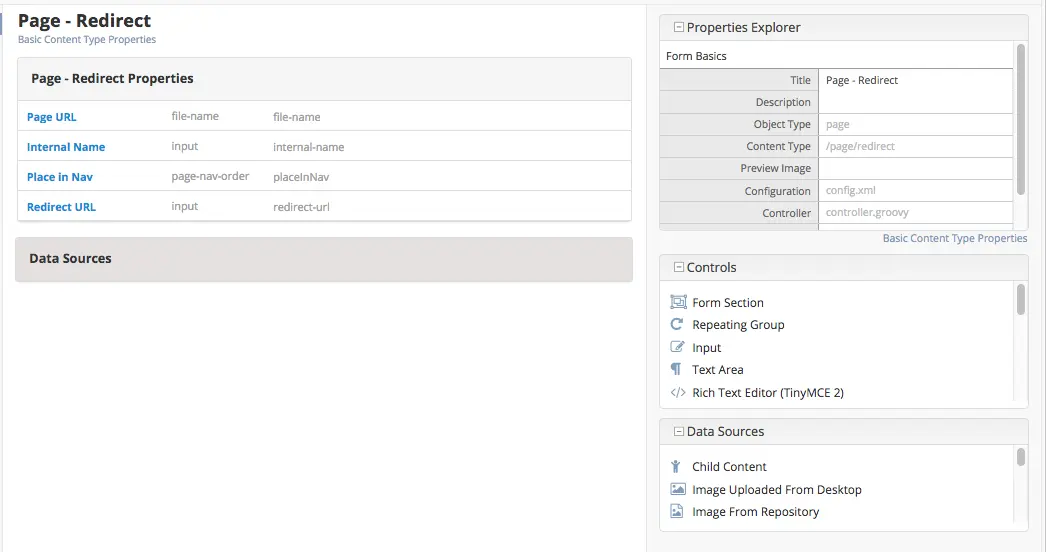 Page - Redirect
Basic Content Type Properties
Page - Redirect Properties
Page URL file-name file-name
Internal Name input internal-name
Place in Nav page-nav-order placeInNav
Redirect URL input redirect-url
Data Sources
Properties Explorer
Form Basics
Title Page - Redirect
Description
Object Type page
Content Type /page/redirect
Preview Image
Configuration config.xml
Controller controller.groovy
Basic Content Type Properties
Controls
Form Section
Repeating Group
Input
Text Area
Rich Text Editor (TinyMCE 2)
Data Sources
Child Content
Image Uploaded From Desktop
Image From Repository